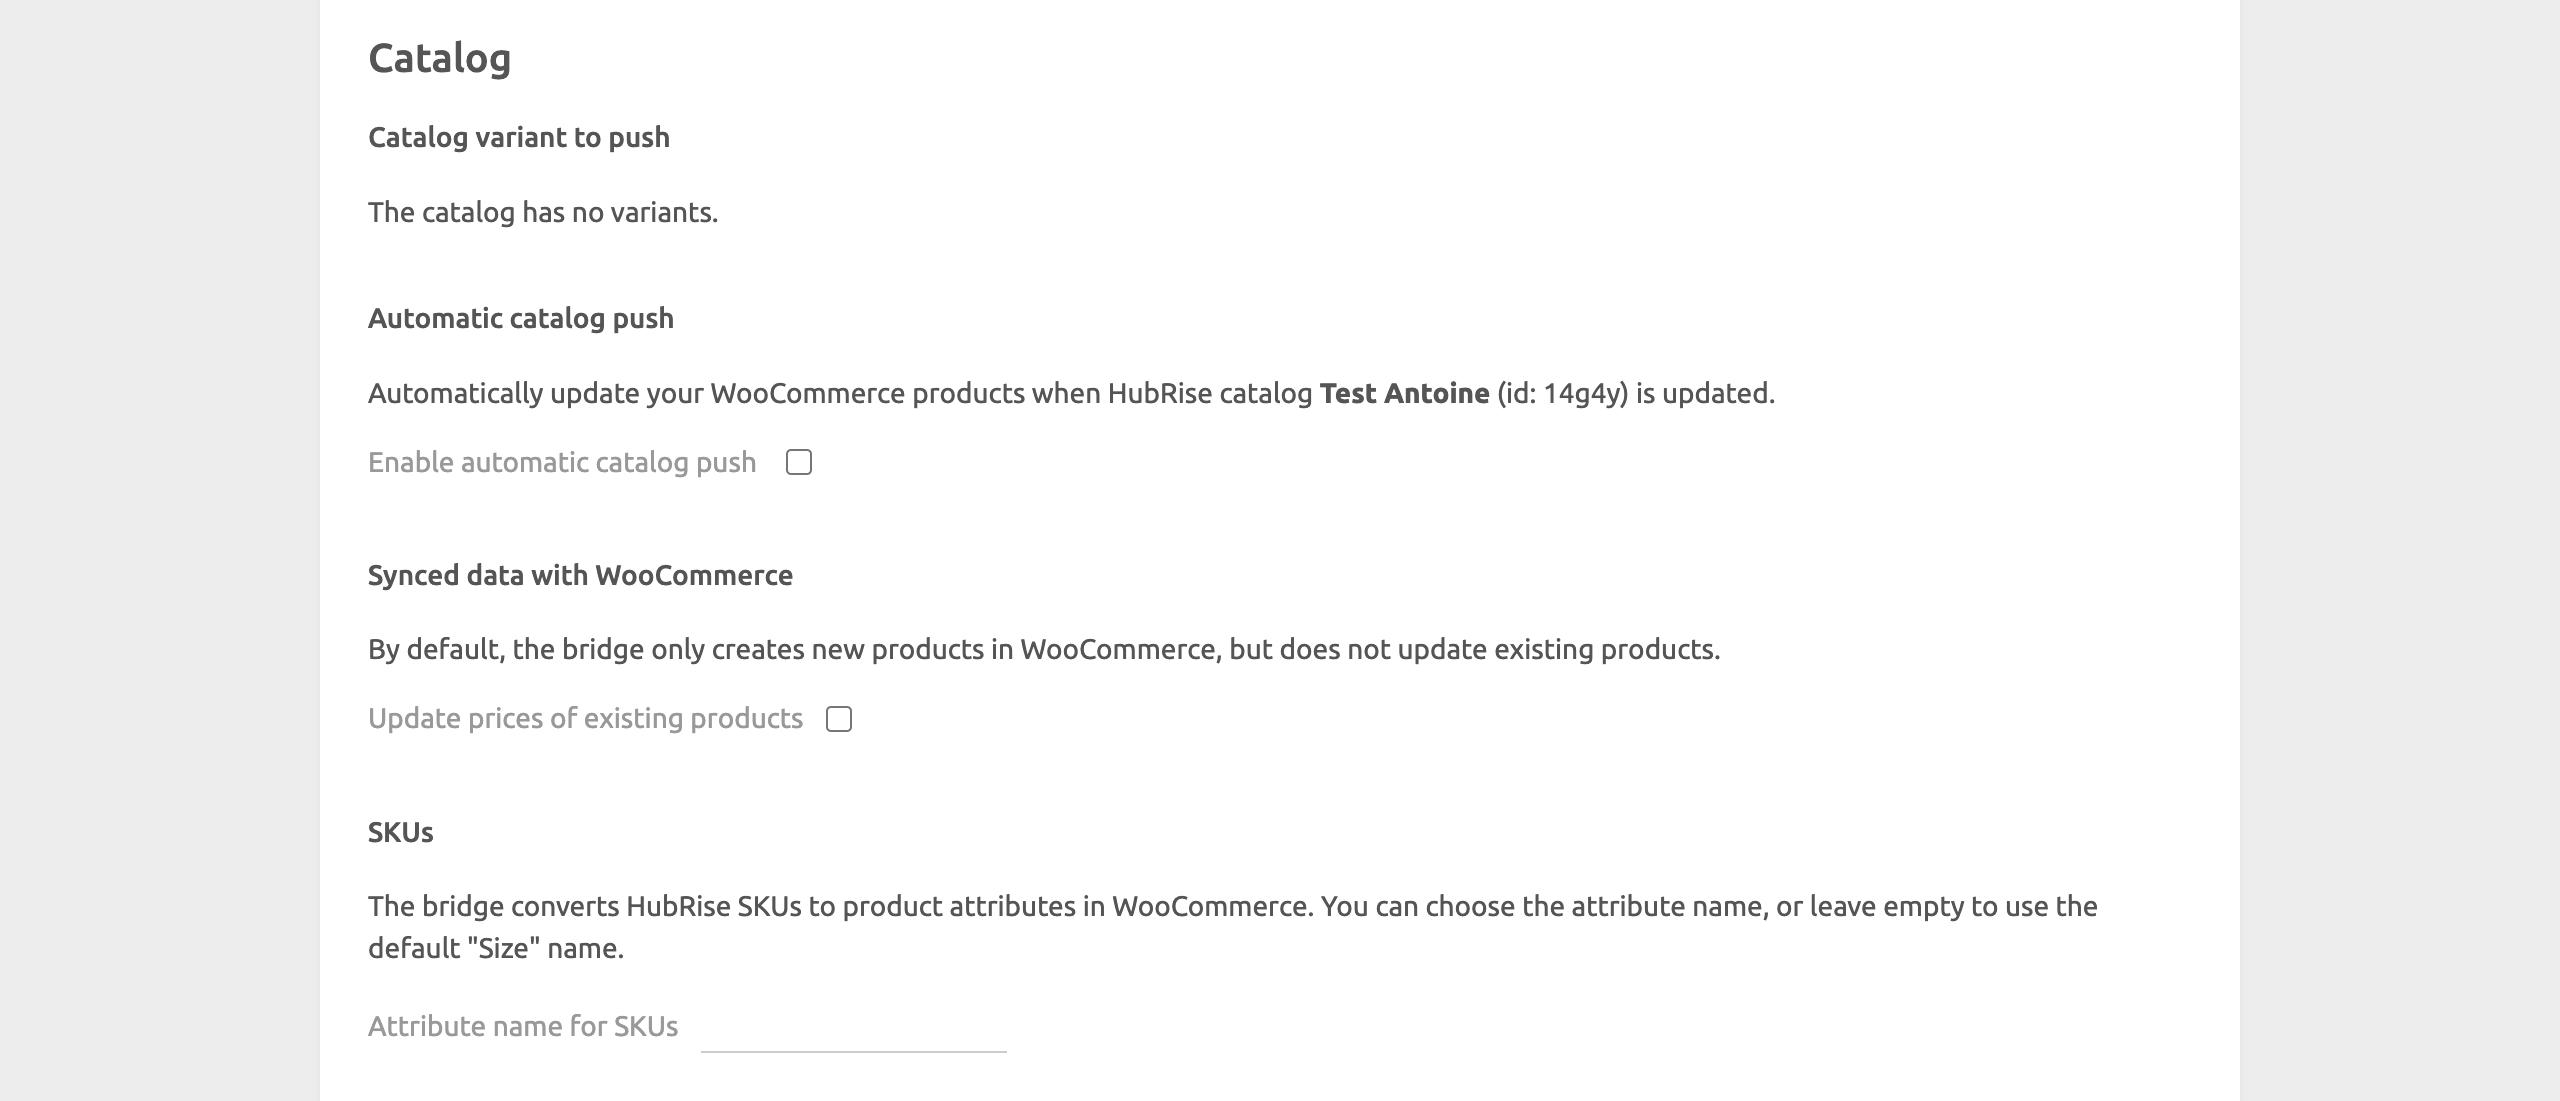 Catalog
Catalog variant to push
The catalog has no variants.
Automatic catalog push
Automatically update your WooCommerce products when HubRise catalog Test Antoine (id: 14g4y) is updated.
Enable automatic catalog push
Synced data with WooCommerce
By default, the bridge only creates new products in WooCommerce, but does not update existing products.
Update prices of existing products
SKUs
The bridge converts HubRise SKUs to product attributes in WooCommerce. You can choose the attribute name, or leave empty to use the
default "Size" name.
Attribute name for SKUs